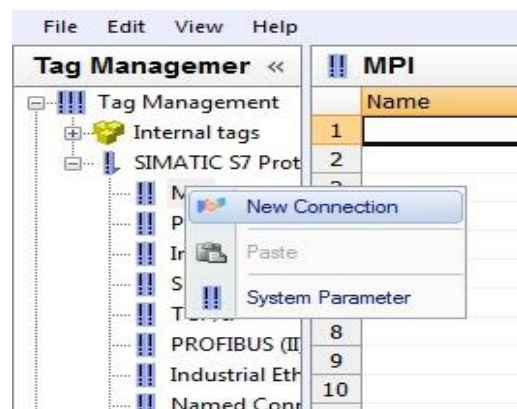 File Edit View Help
Tag Managemer «
MPI
Tag Management
Name
Internal tags
1
SIMATIC S7 Prot
2
New Connection
Paste
System Parameter
8
PROFIBUS (II
9
Industrial Eth
10
Named Conn